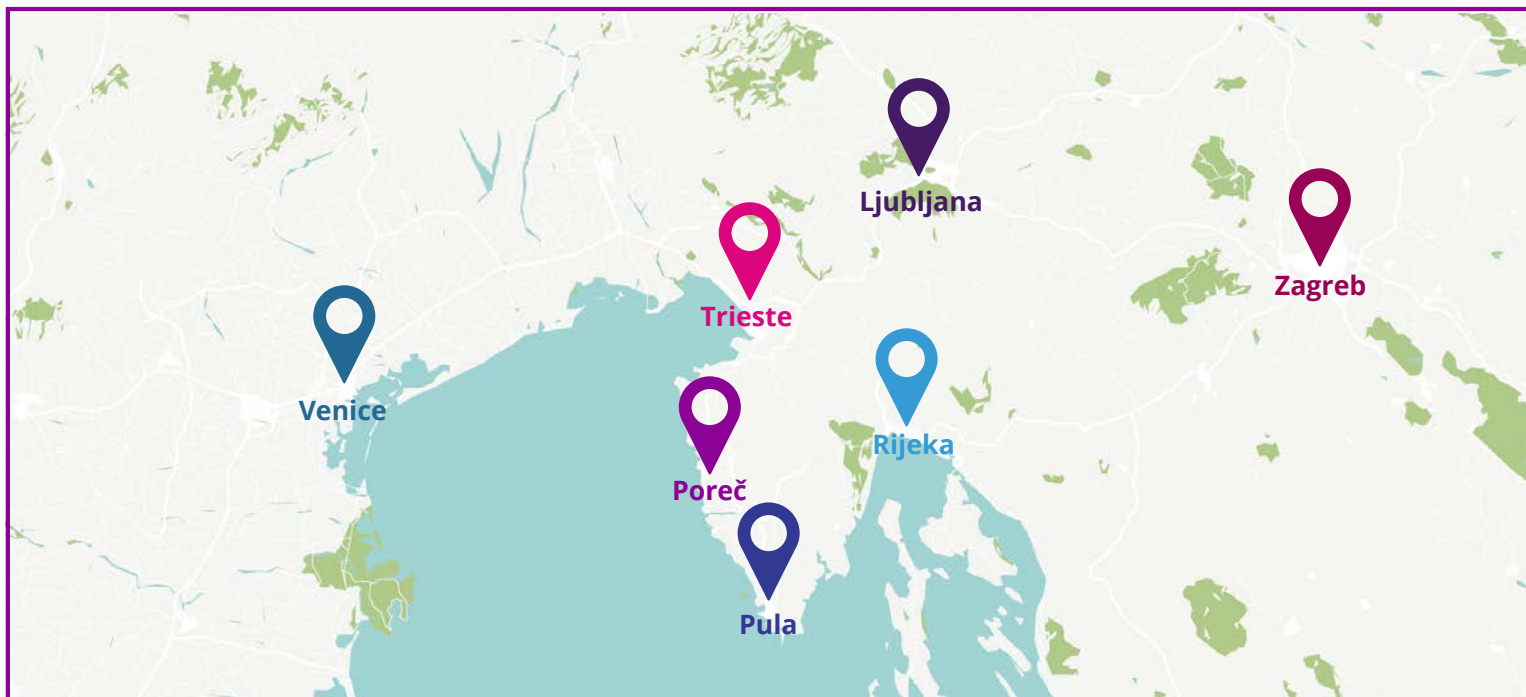 Ljubljana
Zagreb
Trieste
Venice
Rijeka
Poreč
Pula